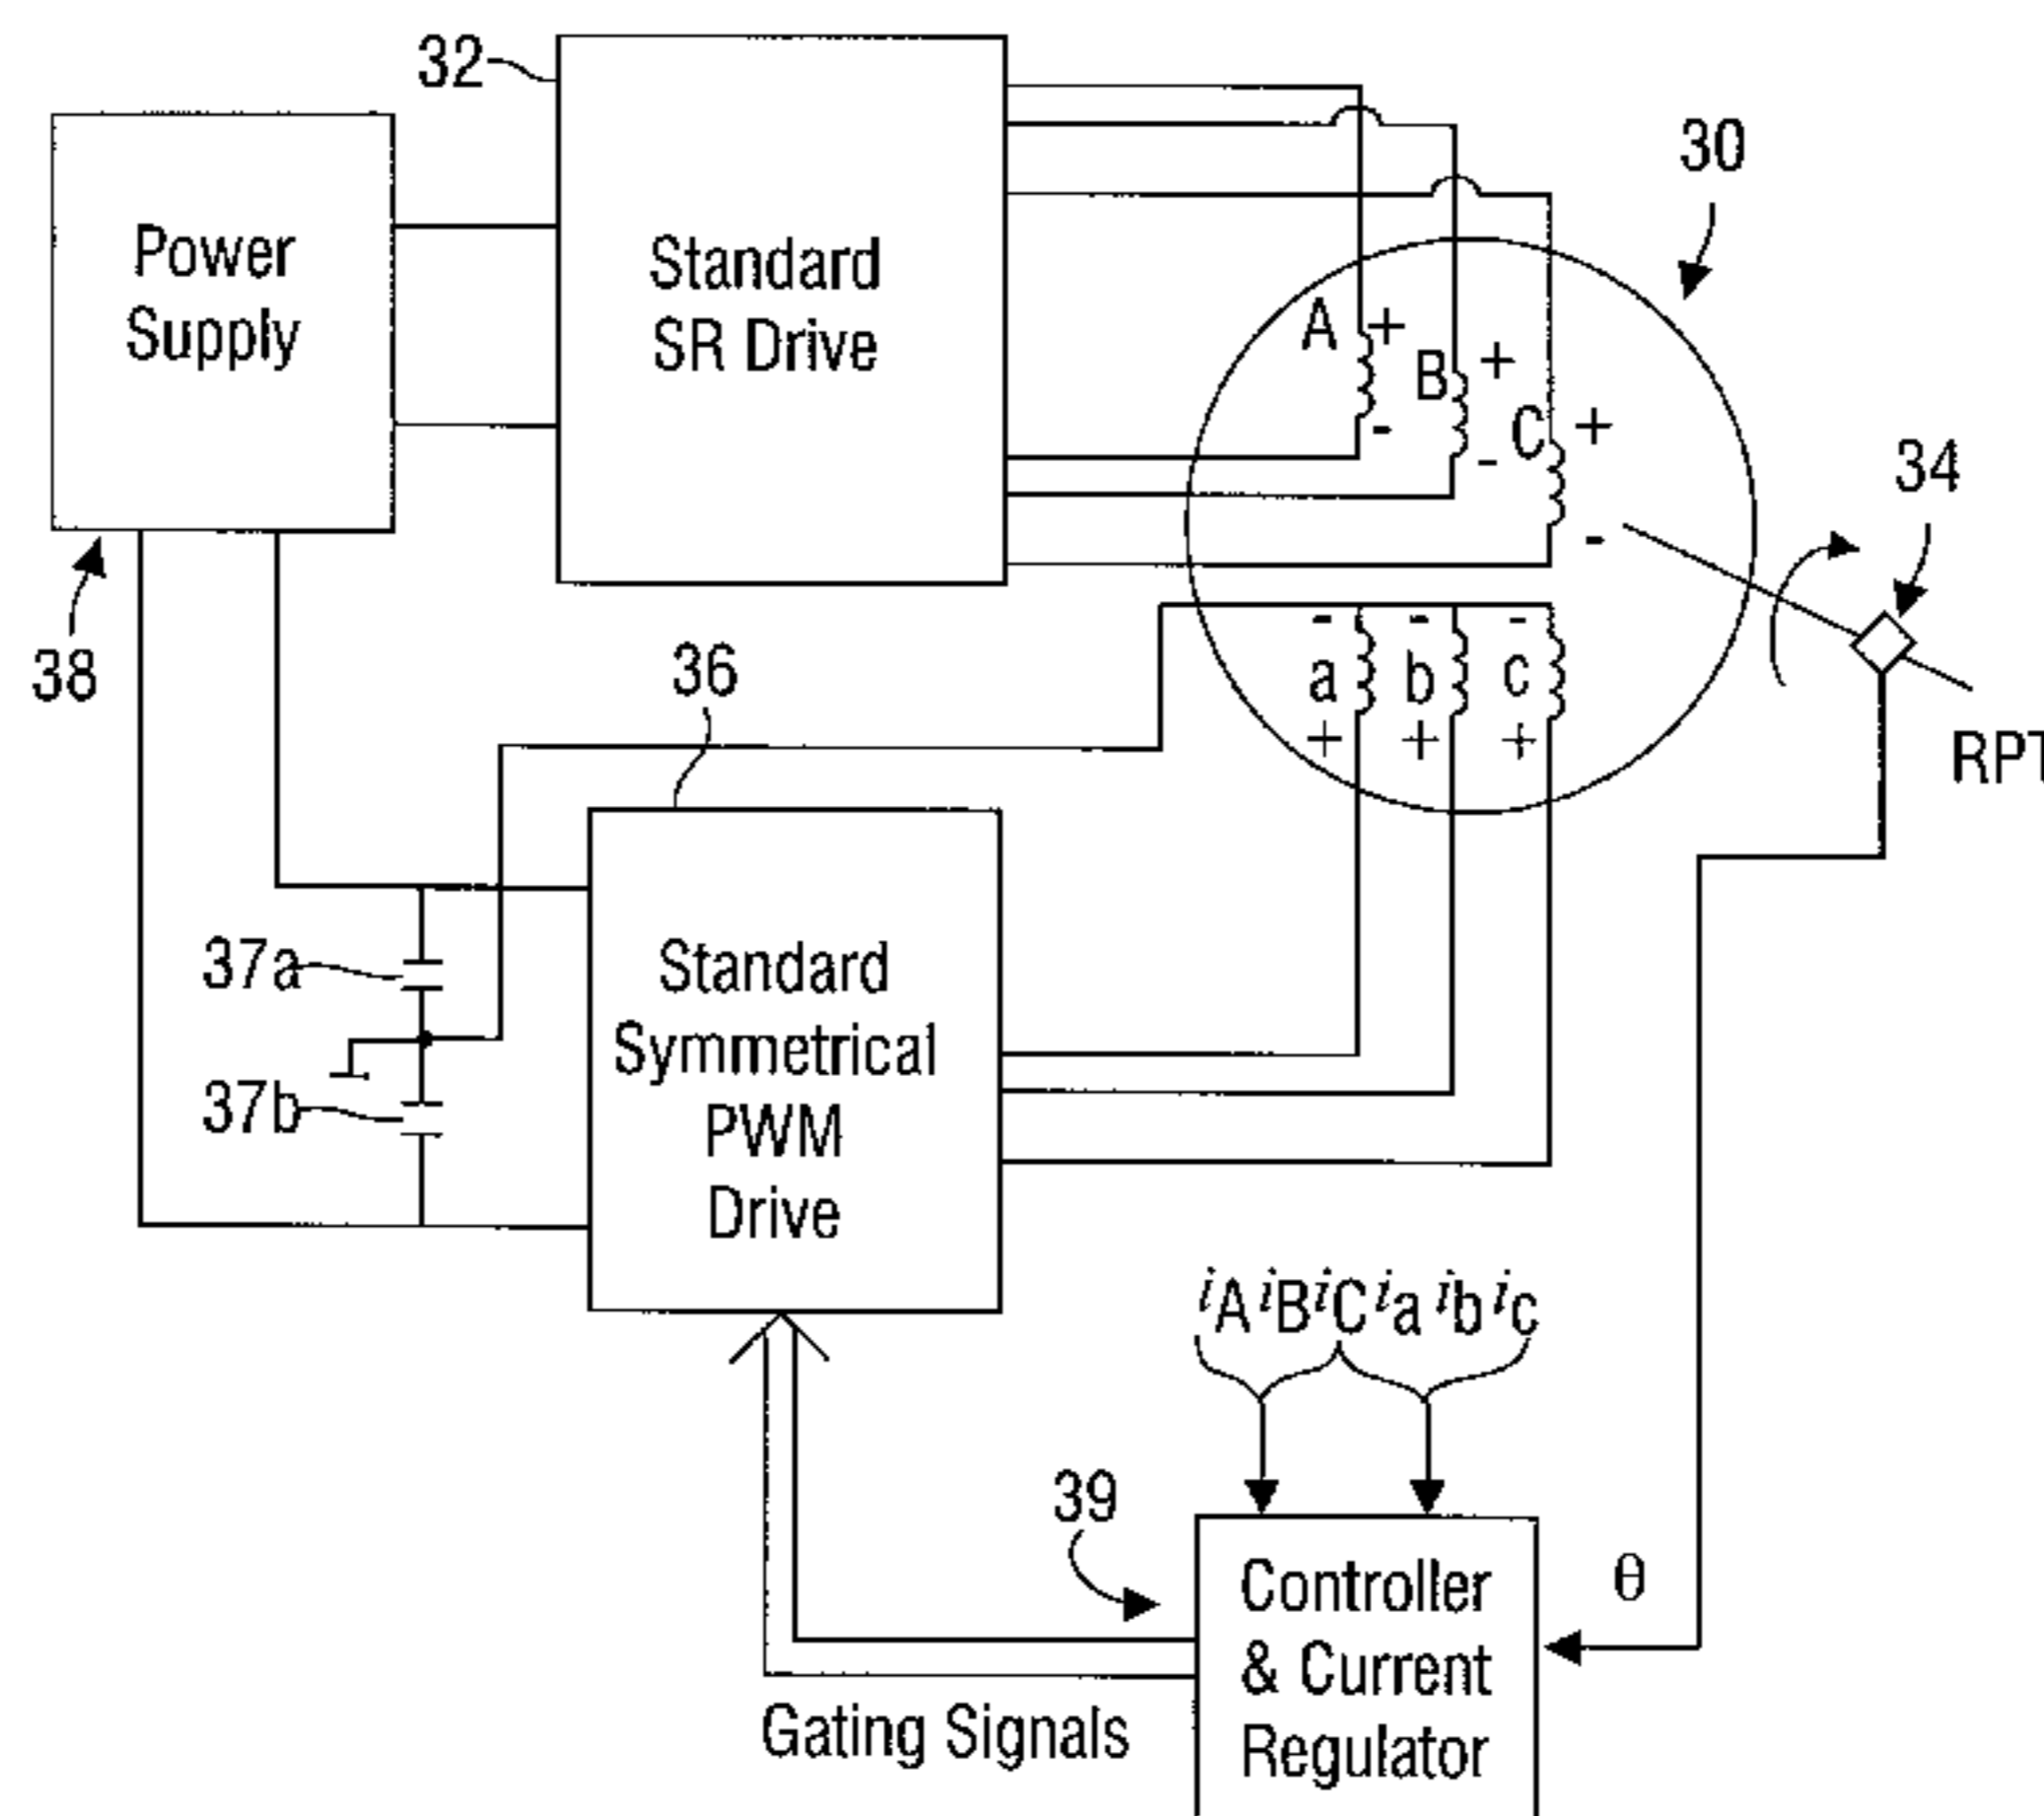 32
Power
Supply
Standard
SR Drive
30
A
+
B
+
C
+
-
-
-
34
38
36
-
-
-
a
b
c
+
+
+
RPT
37a
37b
Standard
Symmetrical
PWM
Drive
iA iB iC ia ib ic
39
Controller
& Current
Regulator
θ
Gating Signals